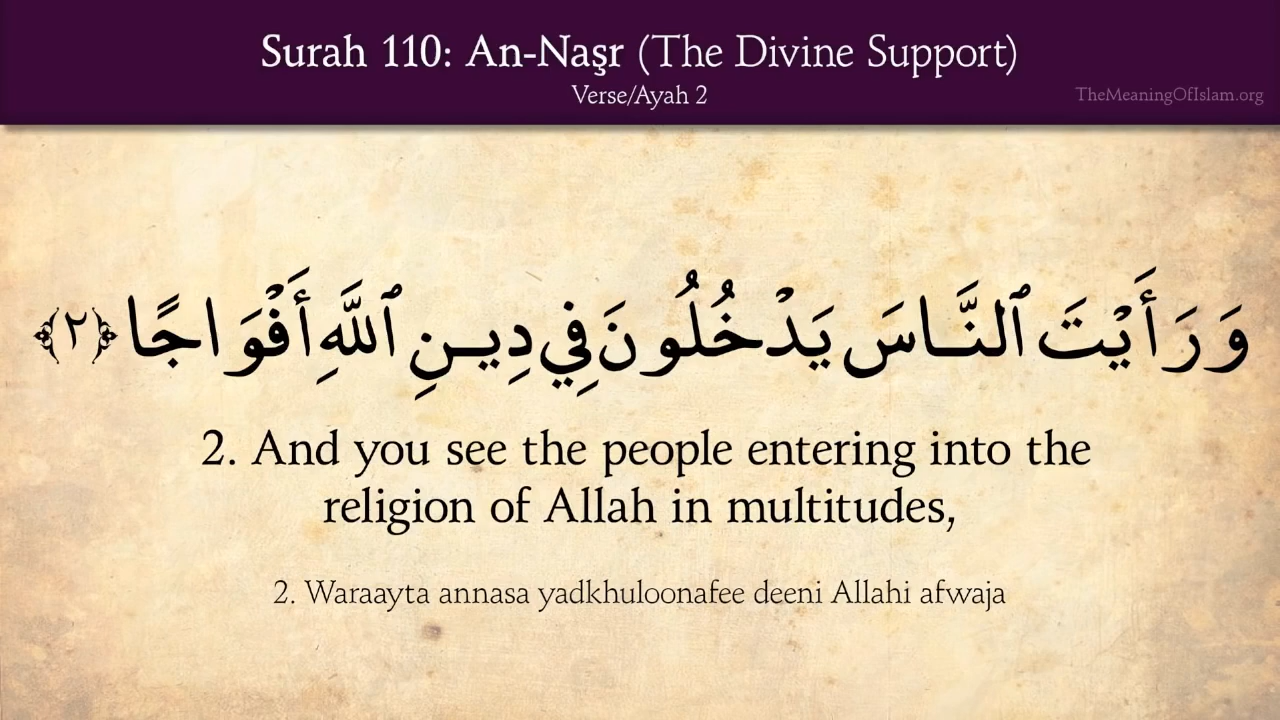 Surah 110: An-Naşr (The Divine Support)
Verse/Ayah 2
TheMeaningOfIslam.org
وَرَأَيْتَ ٱلنَّاسَ يَدْخُلُونَ فِي دِينِ ٱللَّهِ أَفْوَاجًا ﴿٢﴾
2. And you see the people entering into the
religion of Allah in multitudes,
2. Waraayta annasa yadkhuloonafee deeni Allahi afwaja